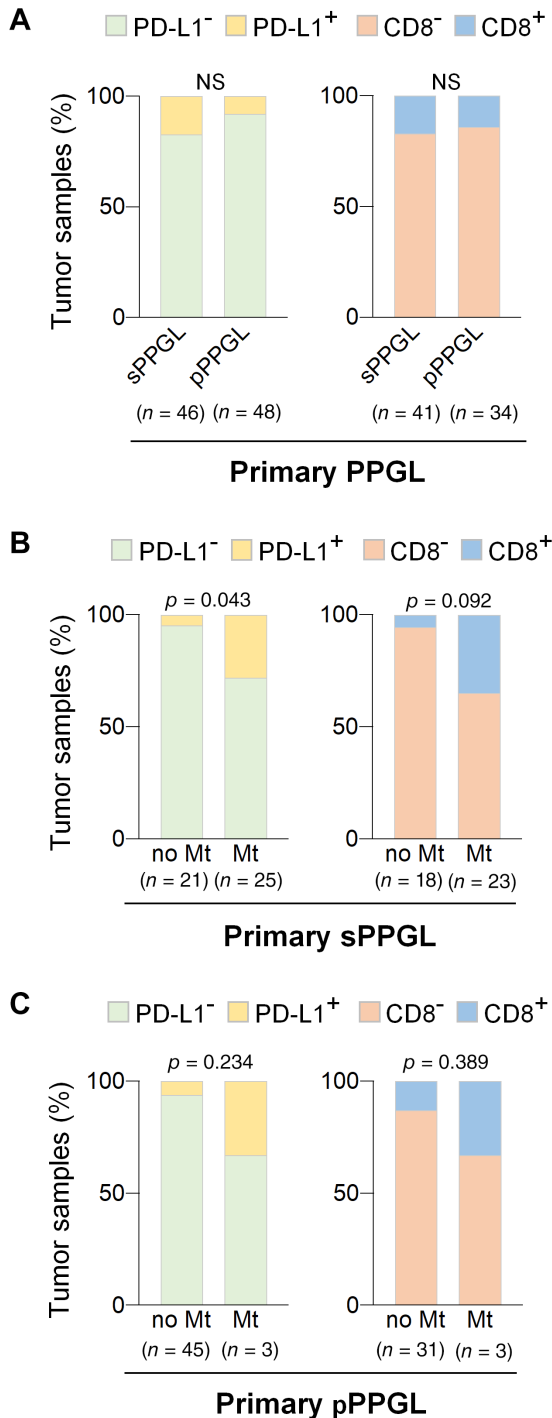 A
PD-L1⁻ PD-L1⁺ CD8⁻ CD8⁺
NS NS
Tumor samples (%)
100 100
50 50
0 0
sPPGL pPPGL sPPGL pPPGL
(n = 46) (n = 48) (n = 41) (n = 34)
Primary PPGL
B
PD-L1⁻ PD-L1⁺ CD8⁻ CD8⁺
p = 0.043 p = 0.092
Tumor samples (%)
100 100
50 50
0 0
no Mt Mt no Mt Mt
(n = 21) (n = 25) (n = 18) (n = 23)
Primary sPPGL
C
PD-L1⁻ PD-L1⁺ CD8⁻ CD8⁺
p = 0.234 p = 0.389
Tumor samples (%)
100 100
50 50
0 0
no Mt Mt no Mt Mt
(n = 45) (n = 3) (n = 31) (n = 3)
Primary pPPGL